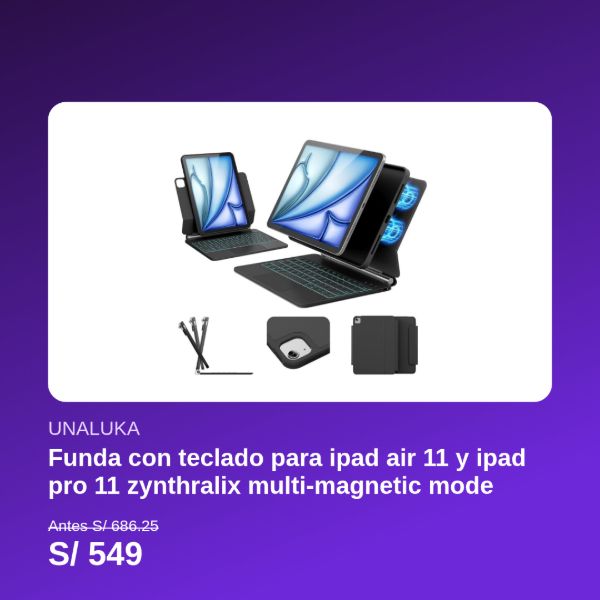 UNALUKA
Funda con teclado para ipad air 11 y ipad
pro 11 zynthralix multi-magnetic mode
Antes S/ 686.25
S/ 549